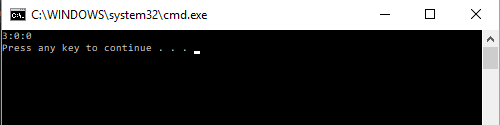 C:\WINDOWS\system32\cmd.exe
3:0:0
Press any key to continue . . .